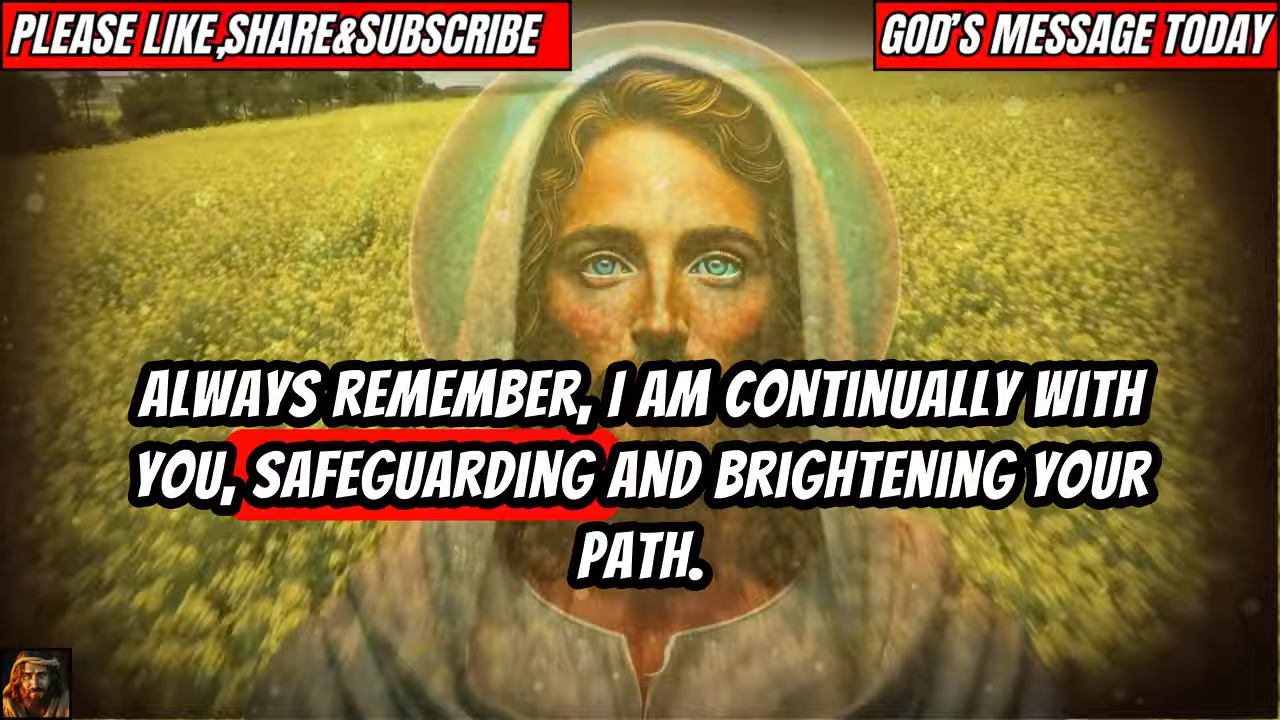 PLEASE LIKE,SHARE&SUBSCRIBE
GOD'S MESSAGE TODAY
ALWAYS REMEMBER, I AM CONTINUALLY WITH
YOU, SAFEGUARDING AND BRIGHTENING YOUR
PATH.